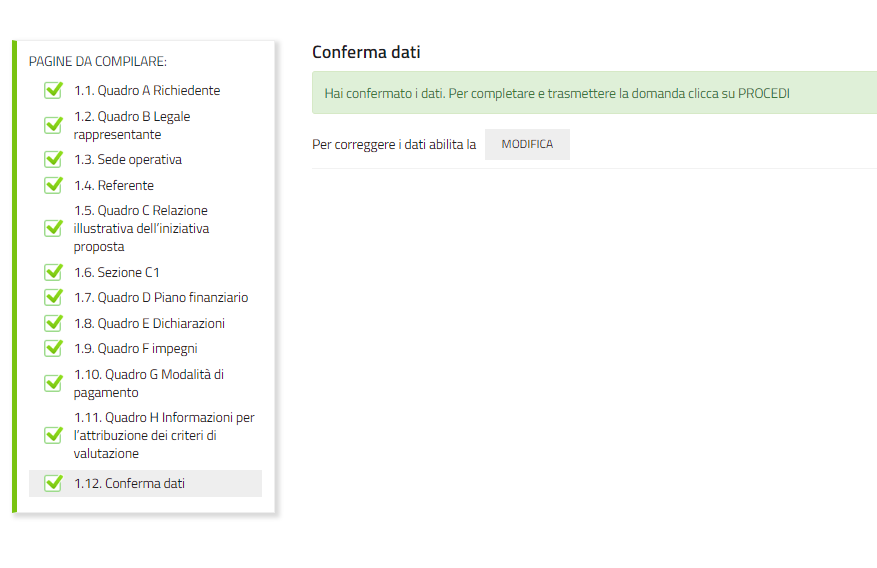 PAGINE DA COMPILARE:
1.1. Quadro A Richiedente
1.2. Quadro B Legale
rappresentante
1.3. Sede operativa
1.4. Referente
1.5. Quadro C Relazione
illustrativa dell'iniziativa
proposta
1.6. Sezione C1
1.7. Quadro D Piano finanziario
1.8. Quadro E Dichiarazioni
1.9. Quadro F impegni
1.10. Quadro G Modalità di
pagamento
1.11. Quadro H Informazioni per
l'attribuzione dei criteri di
valutazione
1.12. Conferma dati
Conferma dati
Hai confermato i dati. Per completare e trasmettere la domanda clicca su PROCEDI
Per correggere i dati abilita la MODIFICA